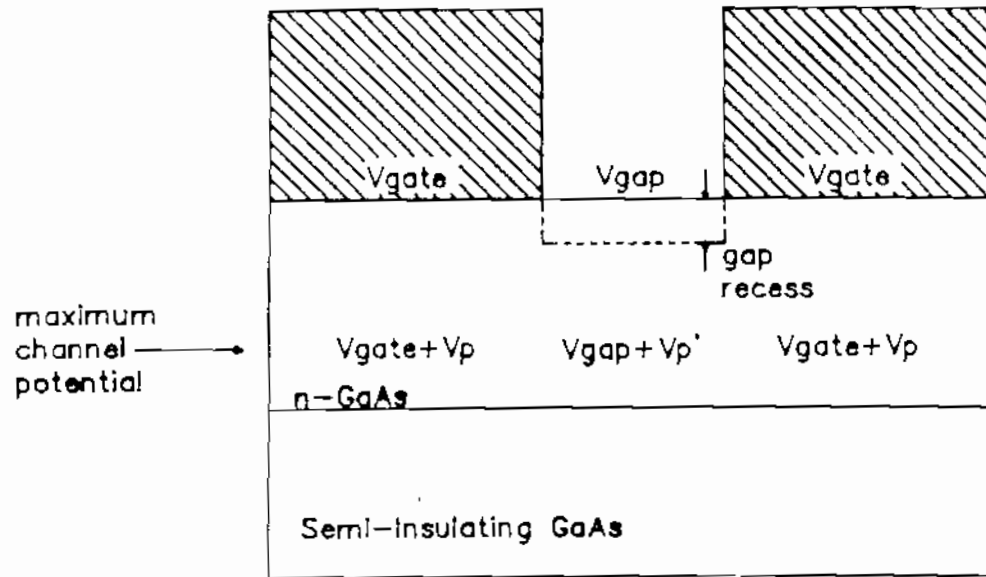 Vgate Vgap Vgate
gap
recess
maximum
channel
potential
Vgate+Vp Vgap+Vp' Vgate+Vp
n-GaAs
Semi-Insulating GaAs